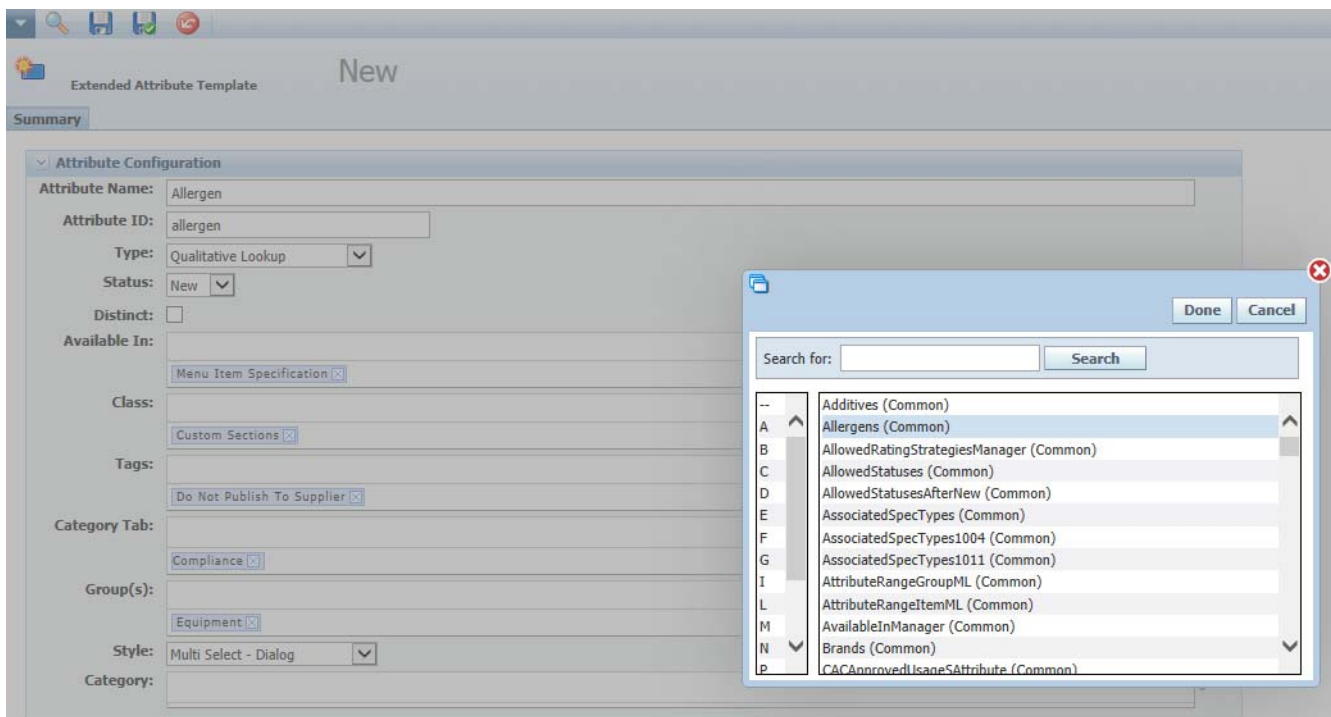 New
Extended Attribute Template
Summary
Attribute Configuration
Attribute Name: Allergen
Attribute ID: allergen
Type: Qualitative Lookup
Status: New
Distinct:
Available In:
Menu Item Specification
Class:
Custom Sections
Tags:
Do Not Publish To Supplier
Category Tab:
Compliance
Group(s):
Equipment
Style: Multi Select - Dialog
Category:
Done Cancel
Search for: Search
-- Additives (Common)
A Allergens (Common)
B AllowedRatingStrategiesManager (Common)
C AllowedStatuses (Common)
D AllowedStatusesAfterNew (Common)
E AssociatedSpecTypes (Common)
F AssociatedSpecTypes1004 (Common)
G AssociatedSpecTypes1011 (Common)
I AttributeRangeGroupML (Common)
L AttributeRangeItemML (Common)
M AvailableInManager (Common)
N Brands (Common)
P CACApprovedUsageSAttribute (Common)